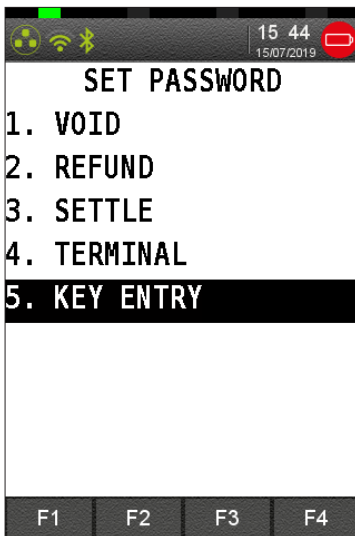 15 44
15/07/2019
SET PASSWORD
1. VOID
2. REFUND
3. SETTLE
4. TERMINAL
5. KEY ENTRY
F1 F2 F3 F4